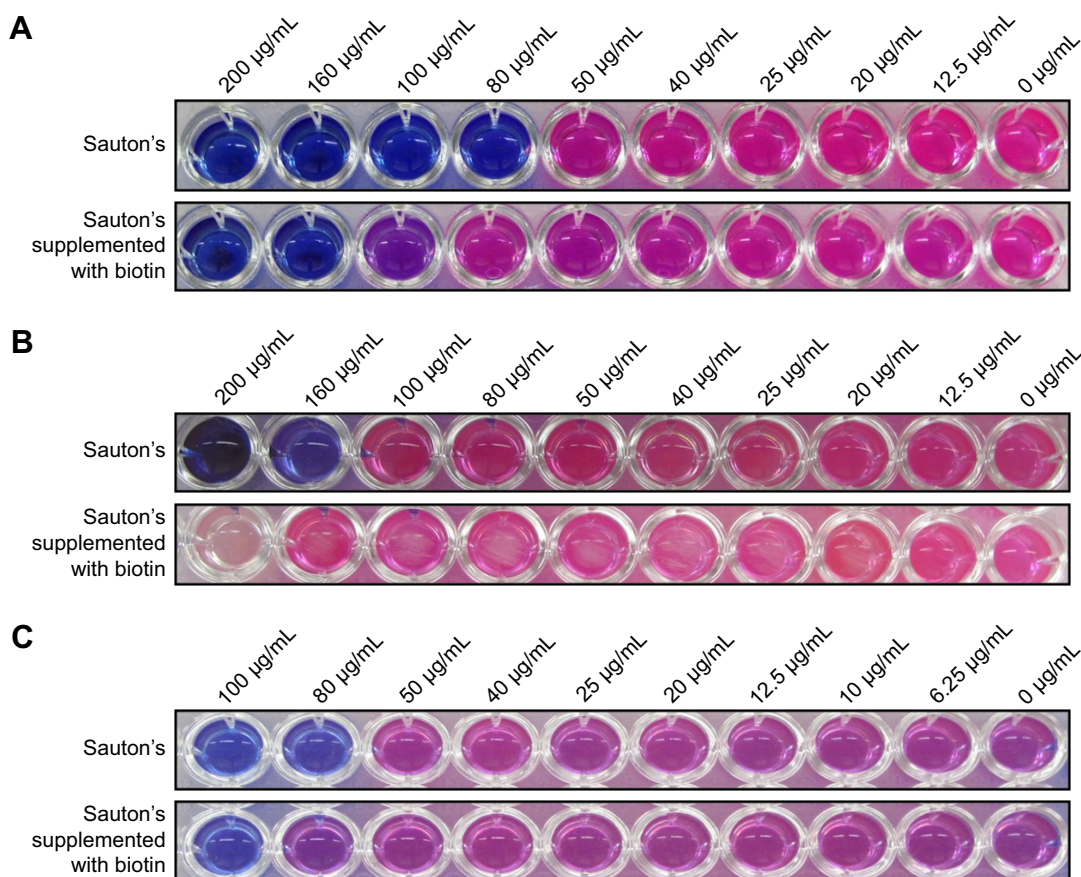 A
200 µg/mL 160 µg/mL 100 µg/mL 80 µg/mL 50 µg/mL 40 µg/mL 25 µg/mL 20 µg/mL 12.5 µg/mL 0 µg/mL
Sauton’s
Sauton’s
supplemented
with biotin
B
200 µg/mL 160 µg/mL 100 µg/mL 80 µg/mL 50 µg/mL 40 µg/mL 25 µg/mL 20 µg/mL 12.5 µg/mL 0 µg/mL
Sauton’s
Sauton’s
supplemented
with biotin
C
100 µg/mL 80 µg/mL 50 µg/mL 40 µg/mL 25 µg/mL 20 µg/mL 12.5 µg/mL 10 µg/mL 6.25 µg/mL 0 µg/mL
Sauton’s
Sauton’s
supplemented
with biotin